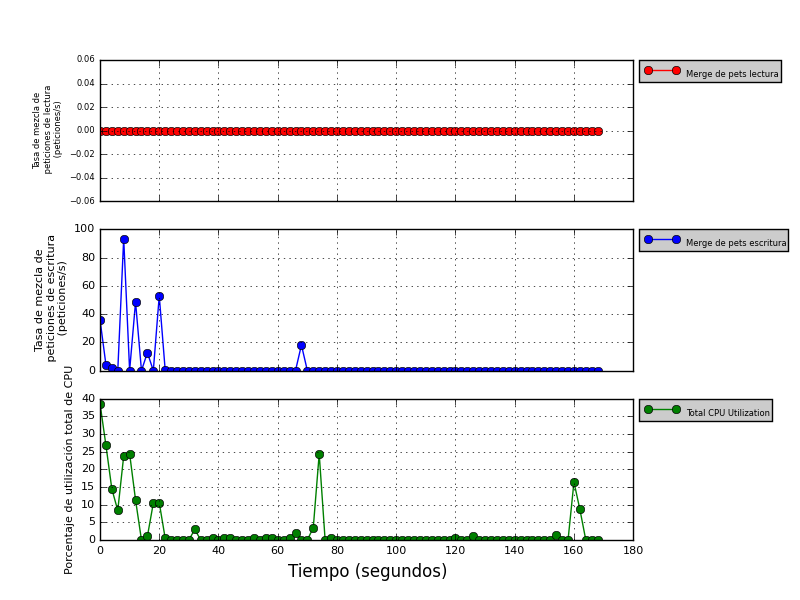 Tasa de mezcla de
peticiones de lectura
(peticiones/s)
0.06
0.04
0.02
0.00
−0.02
−0.04
−0.06
Merge de pets lectura
Tasa de mezcla de
peticiones de escritura
(peticiones/s)
100
80
60
40
20
0
Merge de pets escritura
Porcentaje de utilización total de CPU
40
35
30
25
20
15
10
5
0
Total CPU Utilization
0 20 40 60 80 100 120 140 160 180
Tiempo (segundos)